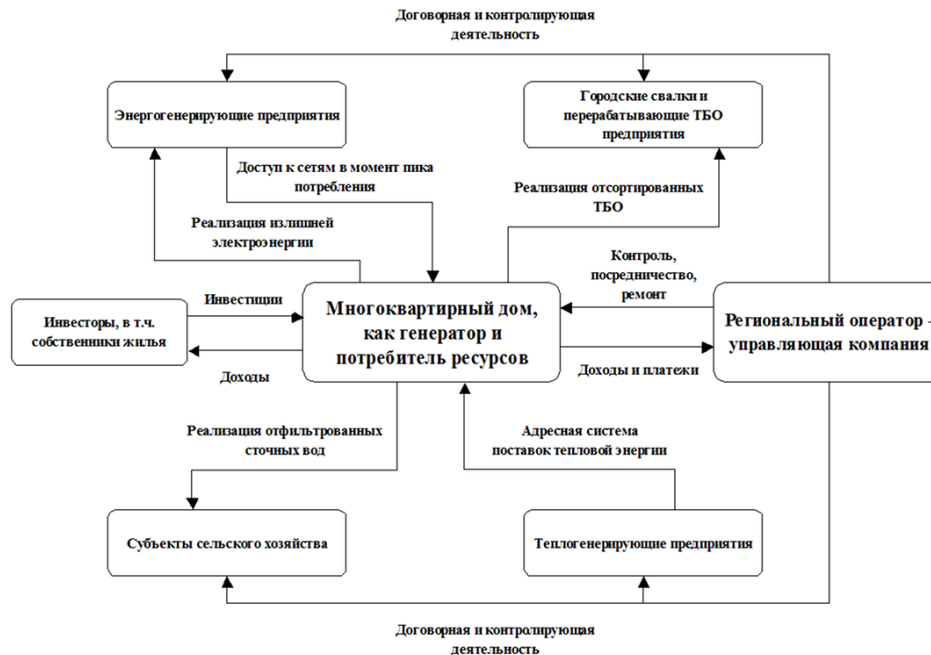 Договорная и контролирующая
деятельность
Энергогенерирующие предприятия
Городские свалки и
перерабатывающие ТБО
предприятия
Доступ к сетям в момент пика
потребления
Реализация отсортированных
ТБО
Реализация излишней
электроэнергии
Контроль,
посредничество,
ремонт
Инвестиции
Инвесторы, в т.ч.
собственники жилья
Многоквартирный дом,
как генератор и
потребитель ресурсов
Региональный оператор -
управляющая компания
Доходы
Доходы и платежи
Реализация отфильтрованных
сточных вод
Адресная система
поставок тепловой энергии
Субъекты сельского хозяйства
Теплогенерирующие предприятия
Договорная и контролирующая
деятельность